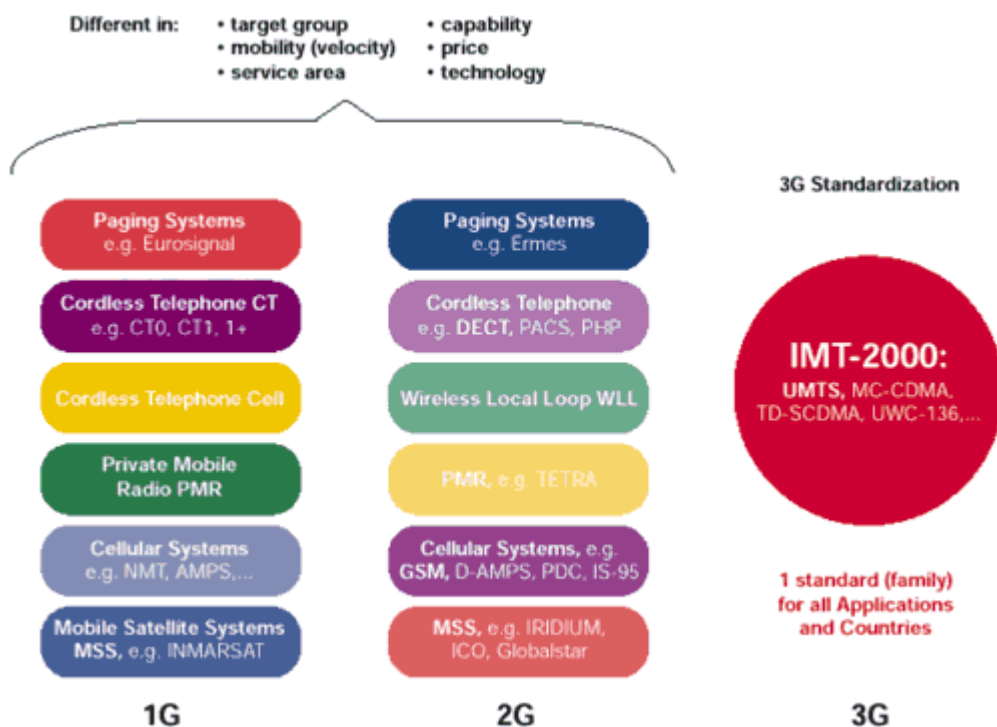 Different in:
• target group
• mobility (velocity)
• service area
• capability
• price
• technology
Paging Systems
e.g. Eurosignal
Cordless Telephone CT
e.g. CT0, CT1, 1+
Cordless Telephone Cell
Private Mobile
Radio PMR
Cellular Systems
e.g. NMT, AMPS,...
Mobile Satellite Systems
MSS, e.g. INMARSAT
1G
Paging Systems
e.g. Ermes
Cordless Telephone
e.g. DECT, PACS, PHP
Wireless Local Loop WLL
PMR, e.g. TETRA
Cellular Systems, e.g.
GSM, D-AMPS, PDC, IS-95
MSS, e.g. IRIDIUM,
ICO, Globalstar
2G
3G Standardization
IMT-2000:
UMTS, MC-CDMA,
TD-SCDMA, UWC-136,...
1 standard (family)
for all Applications
and Countries
3G